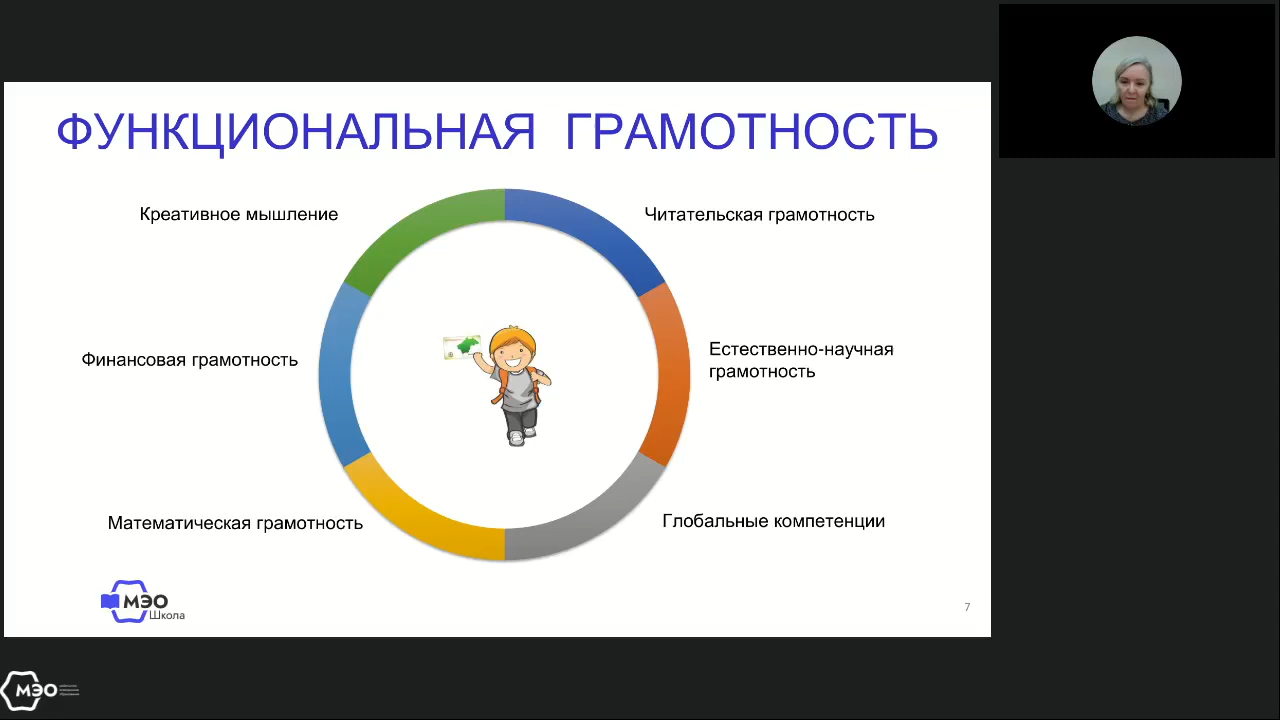 ФУНКЦИОНАЛЬНАЯ ГРАМОТНОСТЬ
Креативное мышление
Читательская грамотность
Финансовая грамотность
Естественно-научная
грамотность
Математическая грамотность
Глобальные компетенции
МЭО
Школа
7
МЭО